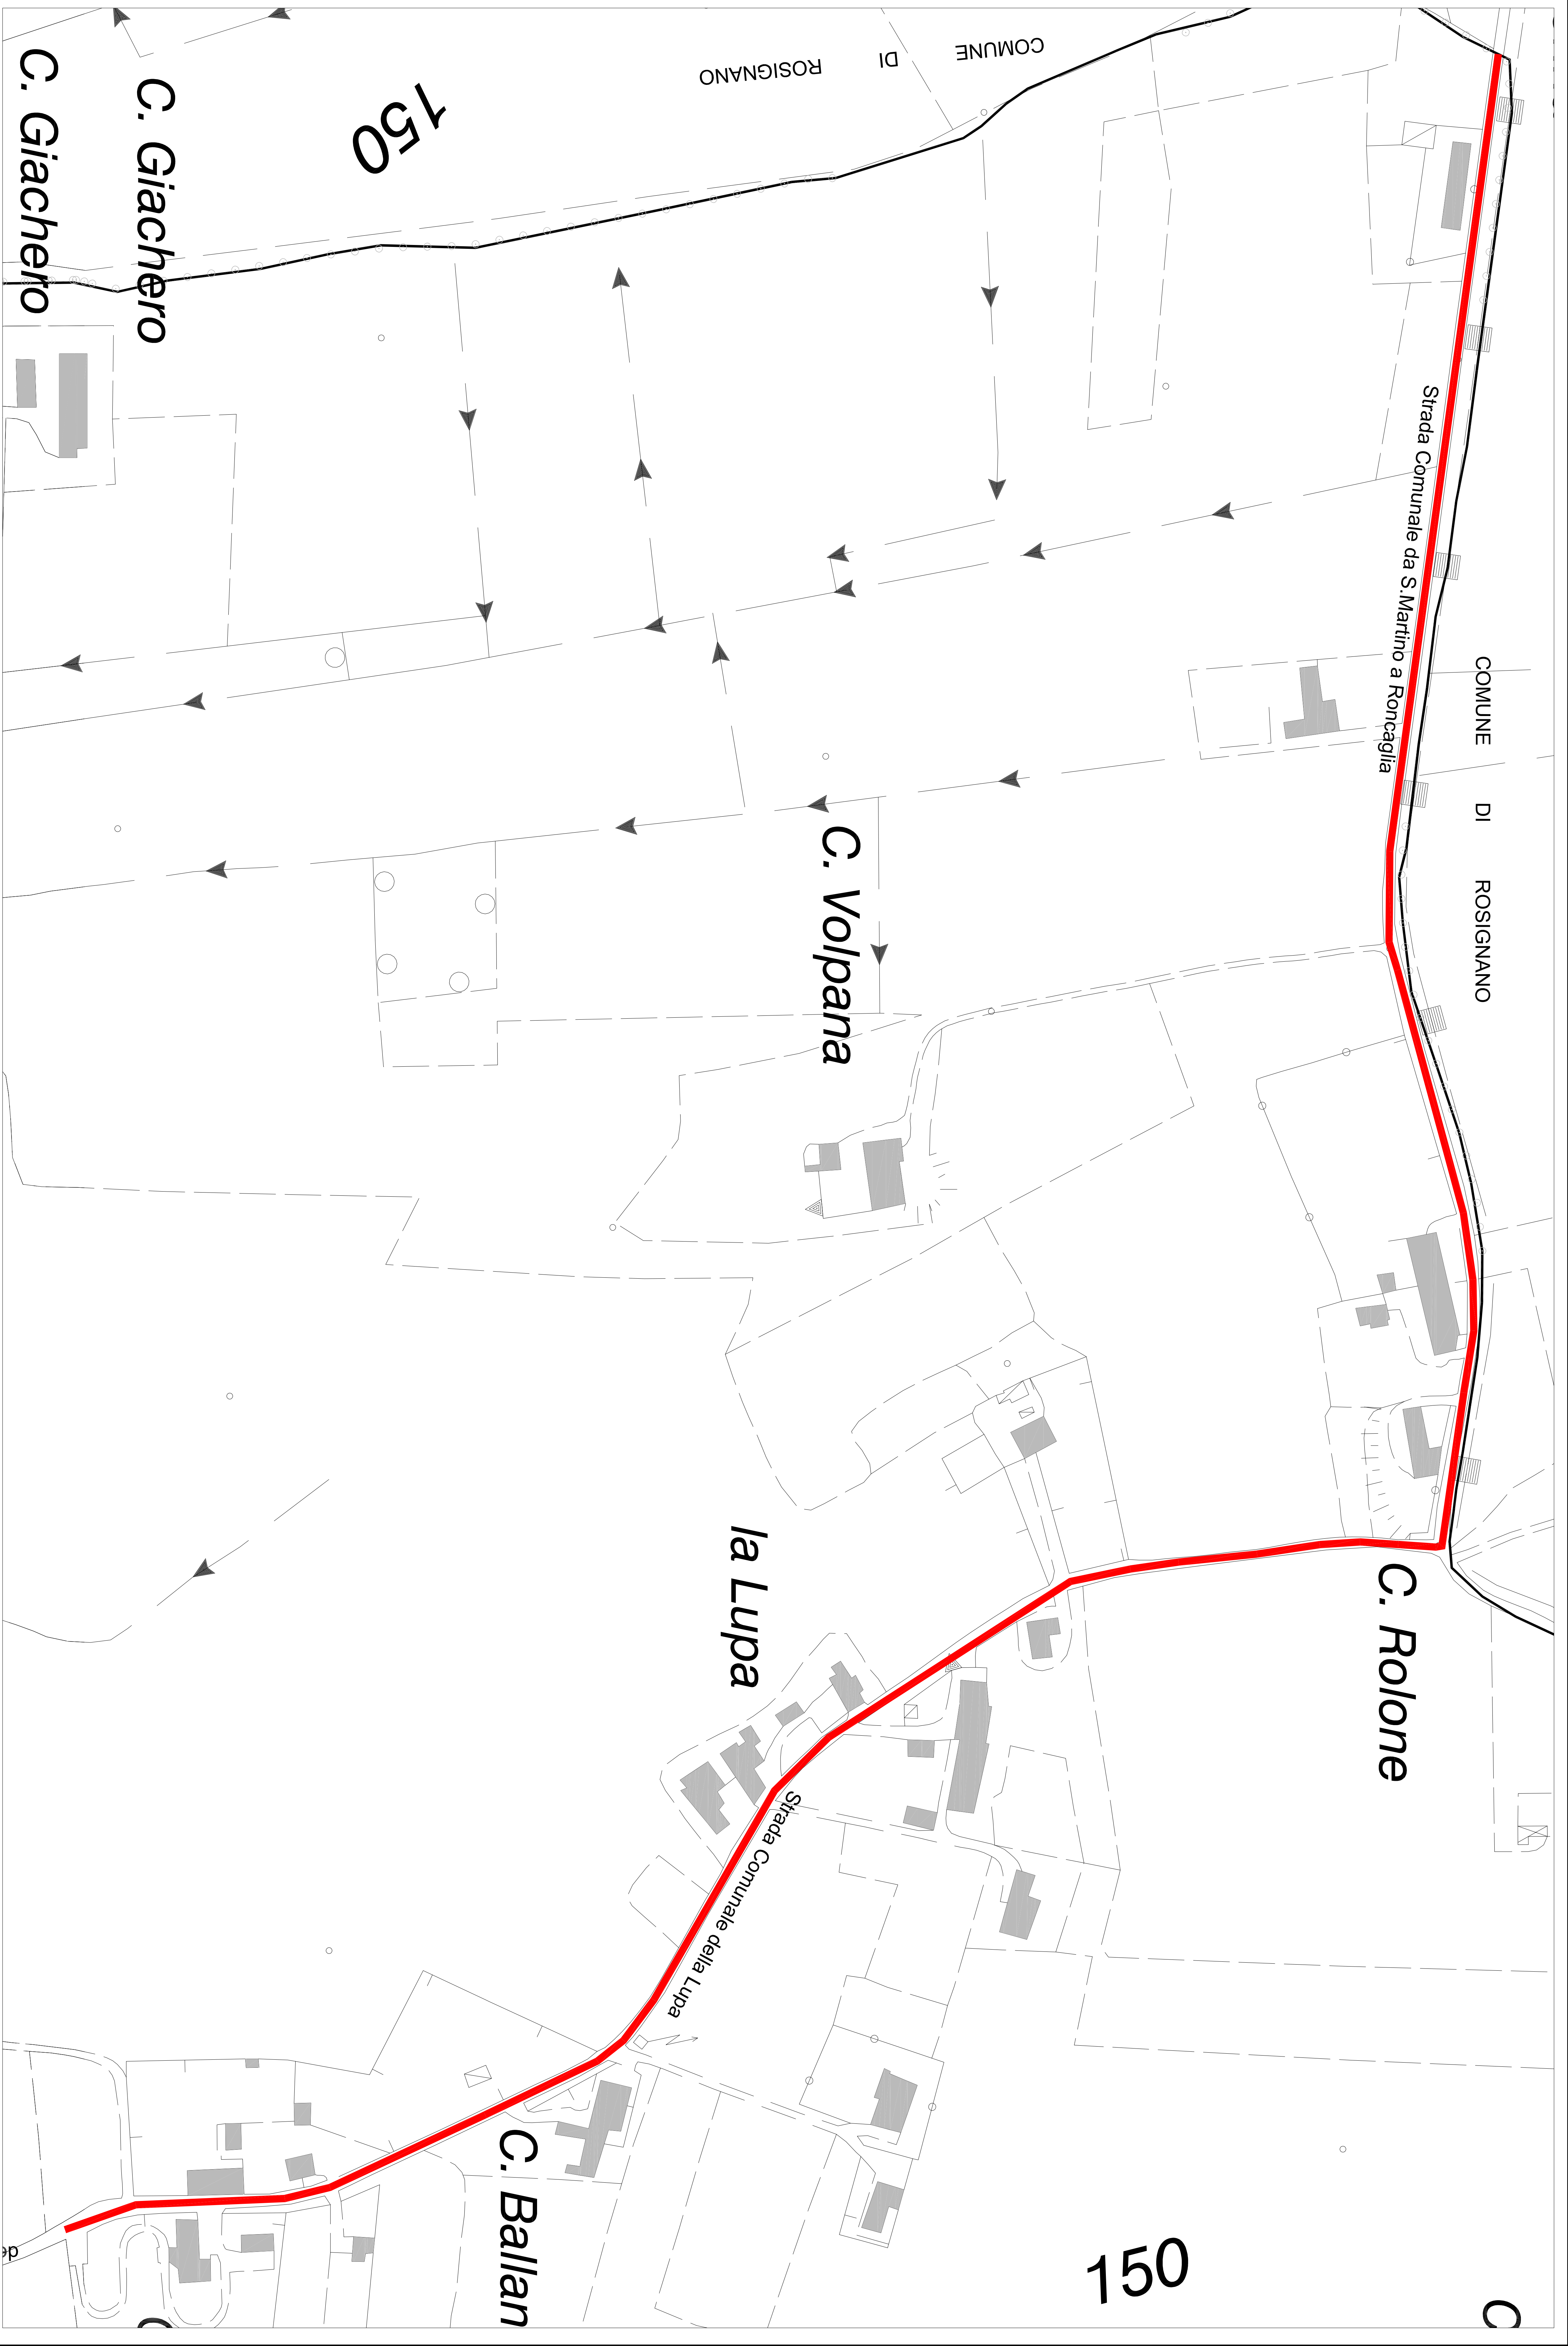 COMUNE DI ROSIGNANO
150
C. Giachero
C. Giachero
Strada Comunale da S.Martino a Roncaglia
COMUNE DI ROSIGNANO
C. Volpana
la Lupa
C. Rolone
Strada Comunale della Lupa
C. Ballan
150
de
C